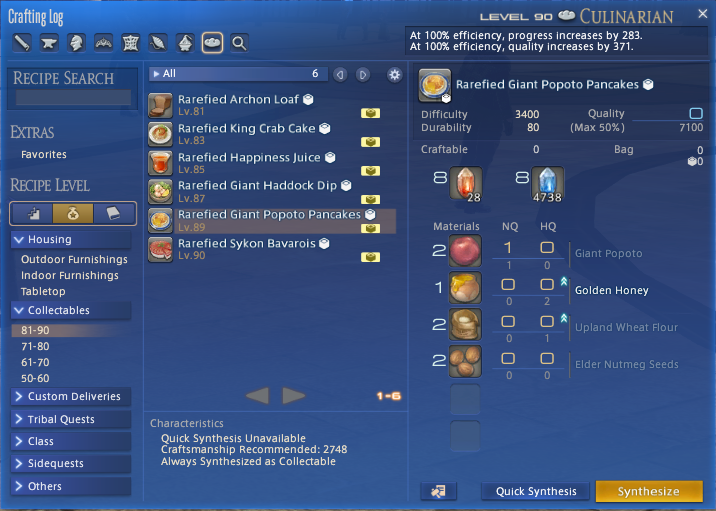 Crafting Log
LEVEL 90 CULINARIAN
At 100% efficiency, progress increases by 283.
At 100% efficiency, quality increases by 371.
RECIPE SEARCH
EXTRAS
Favorites
RECIPE LEVEL
Housing
Outdoor Furnishings
Indoor Furnishings
Tabletop
Collectables
81-90
71-80
61-70
50-60
Custom Deliveries
Tribal Quests
Class
Sidequests
Others
All 6
Rarefied Archon Loaf
Lv.81
Rarefied King Crab Cake
Lv.83
Rarefied Happiness Juice
Lv.85
Rarefied Giant Haddock Dip
Lv.87
Rarefied Giant Popoto Pancakes
Lv.89
Rarefied Sykon Bavarois
Lv.90
1-6
Characteristics
Quick Synthesis Unavailable
Craftsmanship Recommended: 2748
Always Synthesized as Collectable
Rarefied Giant Popoto Pancakes
Difficulty 3400 Quality
Durability 80 (Max 50%) 7100
Craftable 0 Bag 0
0
8 28 8 4738
Materials NQ HQ
2 1 Giant Popoto
1 0
1 Golden Honey
0 2
2 Upland Wheat Flour
0 1
2 Elder Nutmeg Seeds
0 0
Quick Synthesis
Synthesize